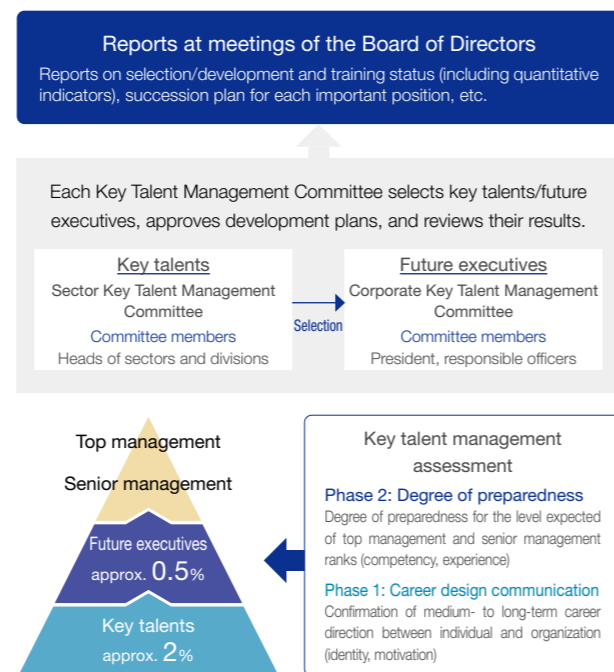 Reports at meetings of the Board of Directors
Reports on selection/development and training status (including quantitative
indicators), succession plan for each important position, etc.
Each Key Talent Management Committee selects key talents/future
executives, approves development plans, and reviews their results.
Key talents
Sector Key Talent Management
Committee
Committee members
Heads of sectors and divisions
Selection
Future executives
Corporate Key Talent Management
Committee
Committee members
President, responsible officers
Top management
Senior management
Future executives
approx. 0.5%
Key talents
approx. 2%
Key talent management
assessment
Phase 2: Degree of preparedness
Degree of preparedness for the level expected
of top management and senior management
ranks (competency, experience)
Phase 1: Career design communication
Confirmation of medium- to long-term career
direction between individual and organization
(identity, motivation)